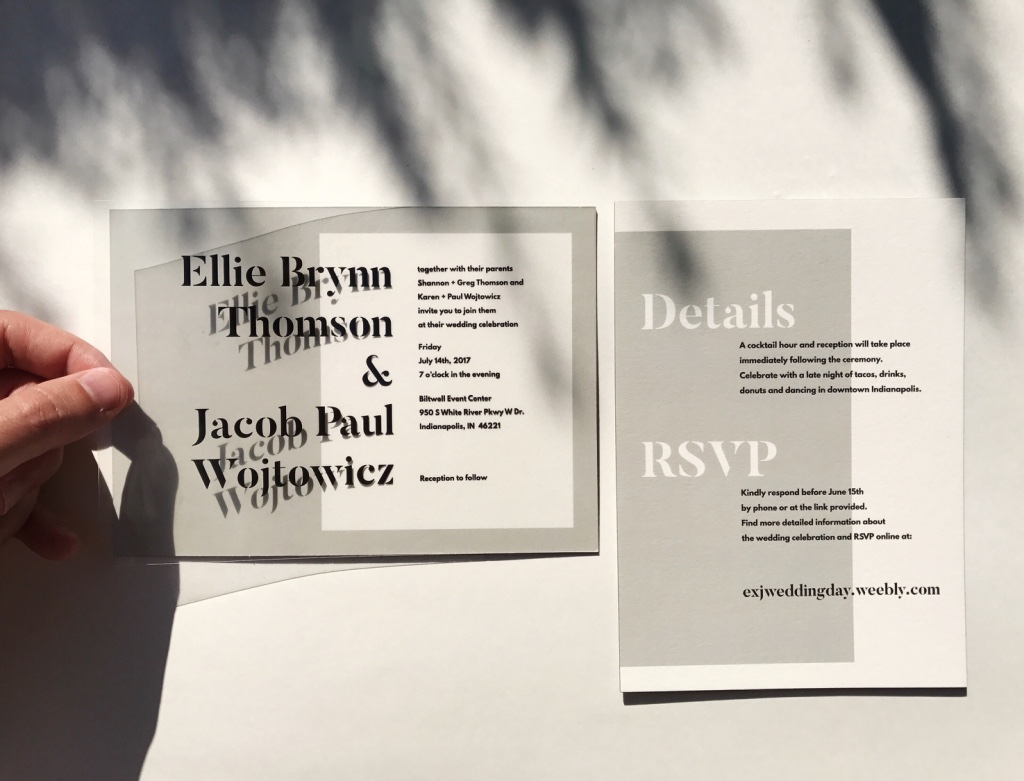 Ellie Brynn
Thomson
&
Jacob Paul
Wojtowicz
together with their parents
Shannon + Greg Thomson and
Karen + Paul Wojtowicz
invite you to join them
at their wedding celebration
Friday
July 14th, 2017
7 o'clock in the evening
Biltwell Event Center
950 S White River Pkwy W Dr.
Indianapolis, IN 46221
Reception to follow
Details
A cocktail hour and reception will take place
immediately following the ceremony.
Celebrate with a late night of tacos, drinks,
donuts and dancing in downtown Indianapolis.
RSVP
Kindly respond before June 15th
by phone or at the link provided.
Find more detailed information about
the wedding celebration and RSVP online at:
exjweddingday.weebly.com